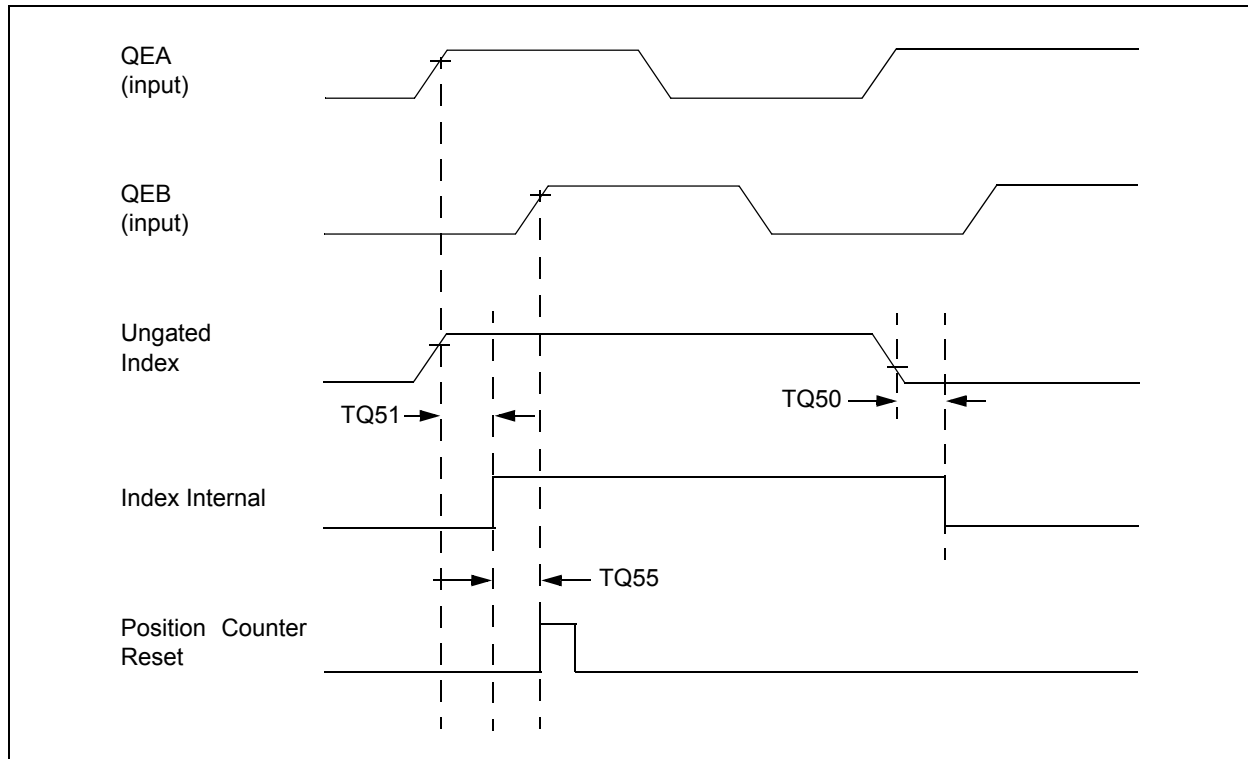 QEA
(input)
QEB
(input)
Ungated
Index
TQ51
TQ50
Index Internal
TQ55
Position Counter
Reset